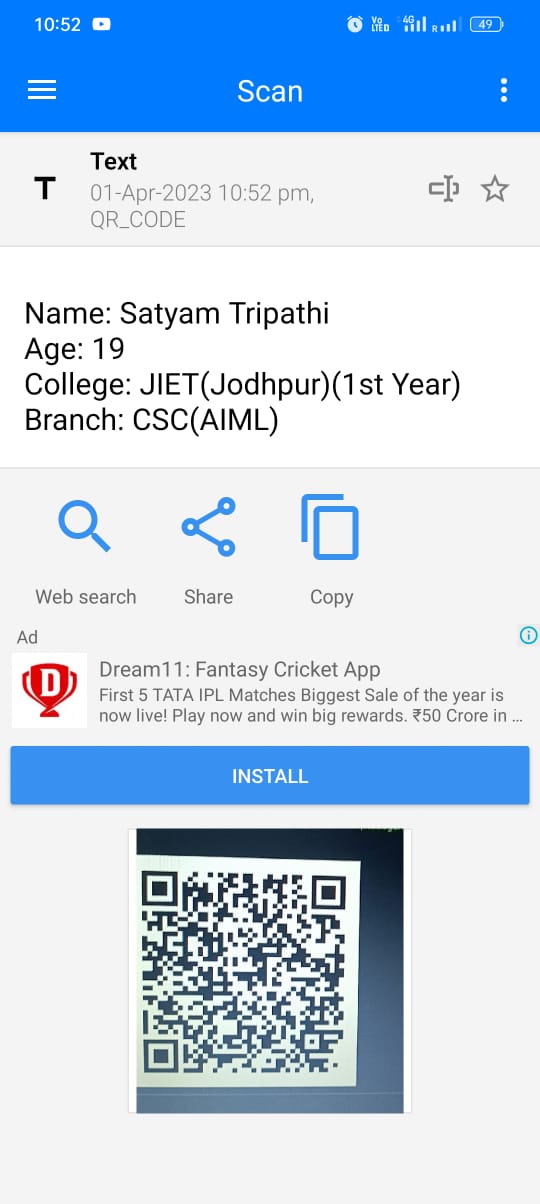 10:52
Vo
LTED
4G
R
49
Scan
T
Text
01-Apr-2023 10:52 pm,
QR_CODE
Name: Satyam Tripathi
Age: 19
College: JIET(Jodhpur)(1st Year)
Branch: CSC(AIML)
Web search
Share
Copy
Ad
D
Dream11: Fantasy Cricket App
First 5 TATA IPL Matches Biggest Sale of the year is
now live! Play now and win big rewards. ₹50 Crore in ...
INSTALL